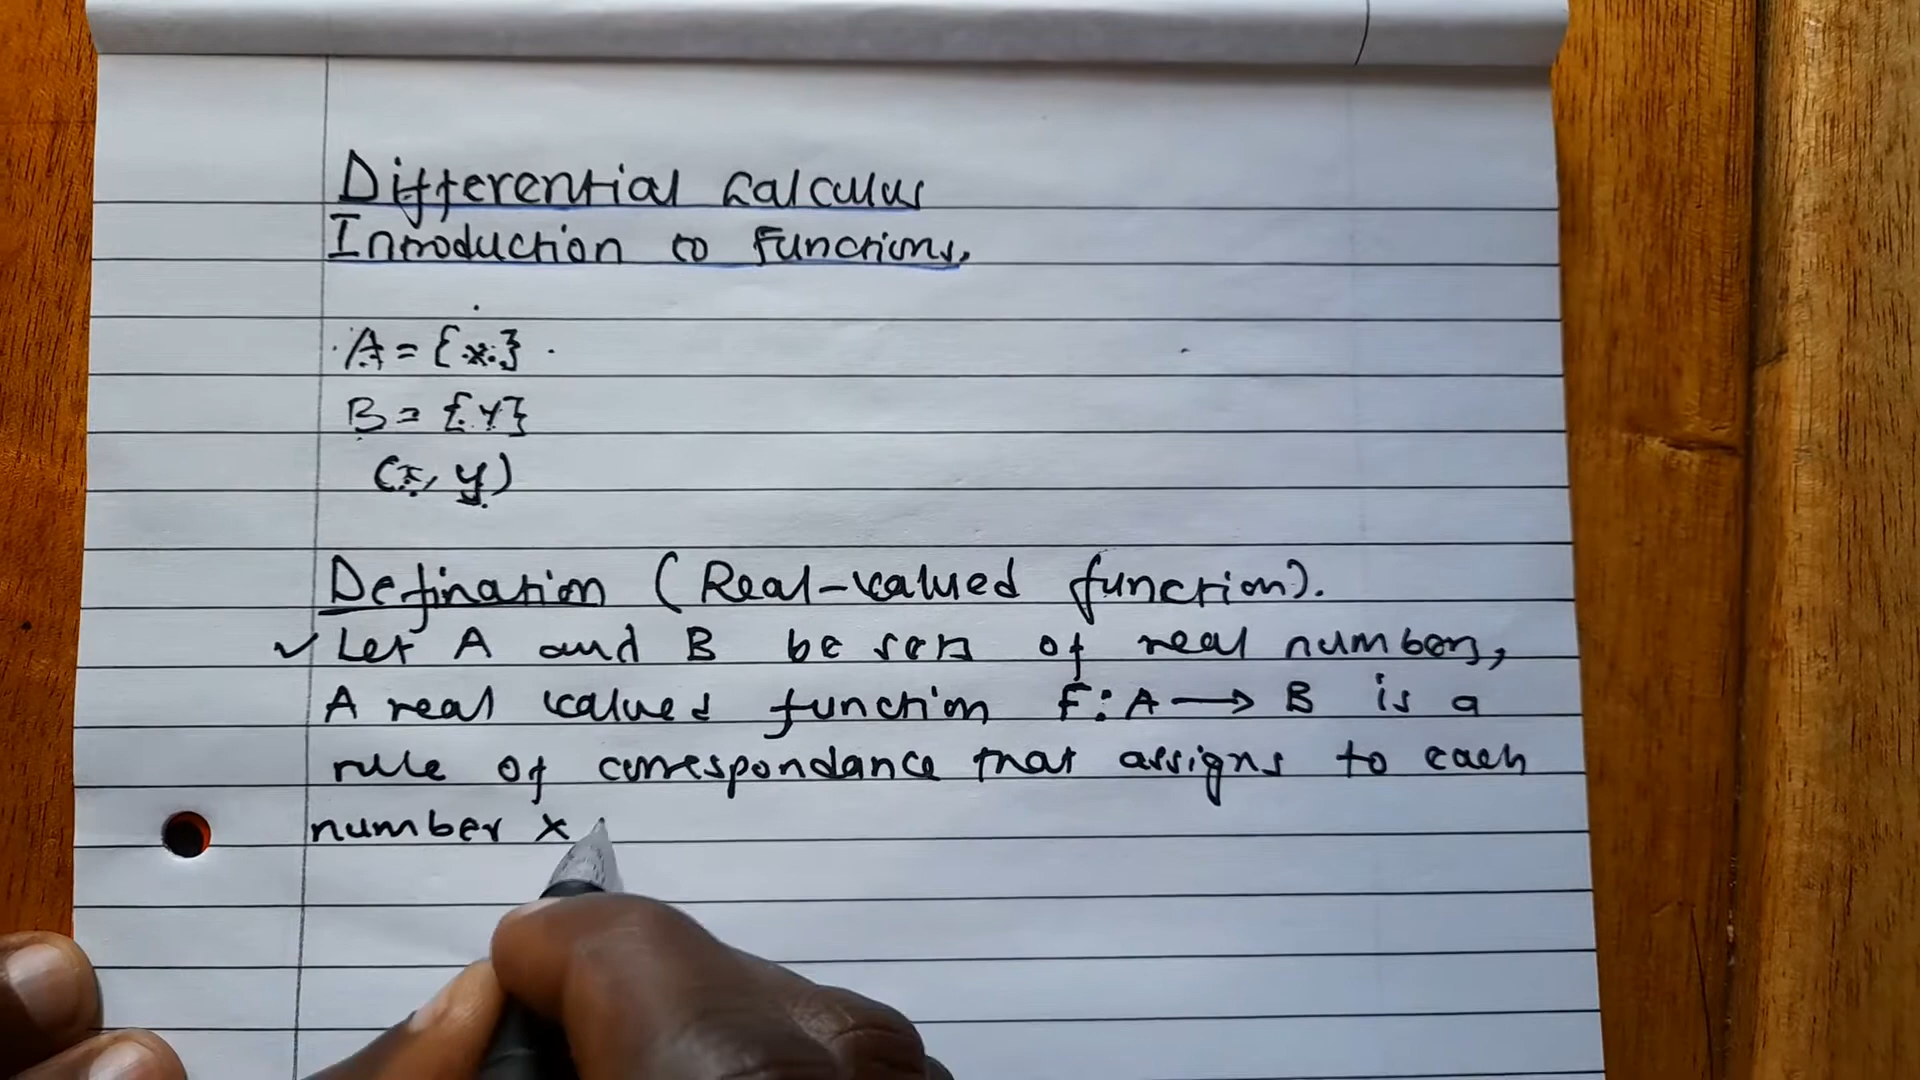 Differential Calculus
Introduction to Functions.
A = {x}
B = {Y}
(x, y)
Defination (Real-valued function).
✓ Let A and B be sets of real numbers,
A real valued function F: A ⟶ B is a
rule of correspondance that assigns to each
number x